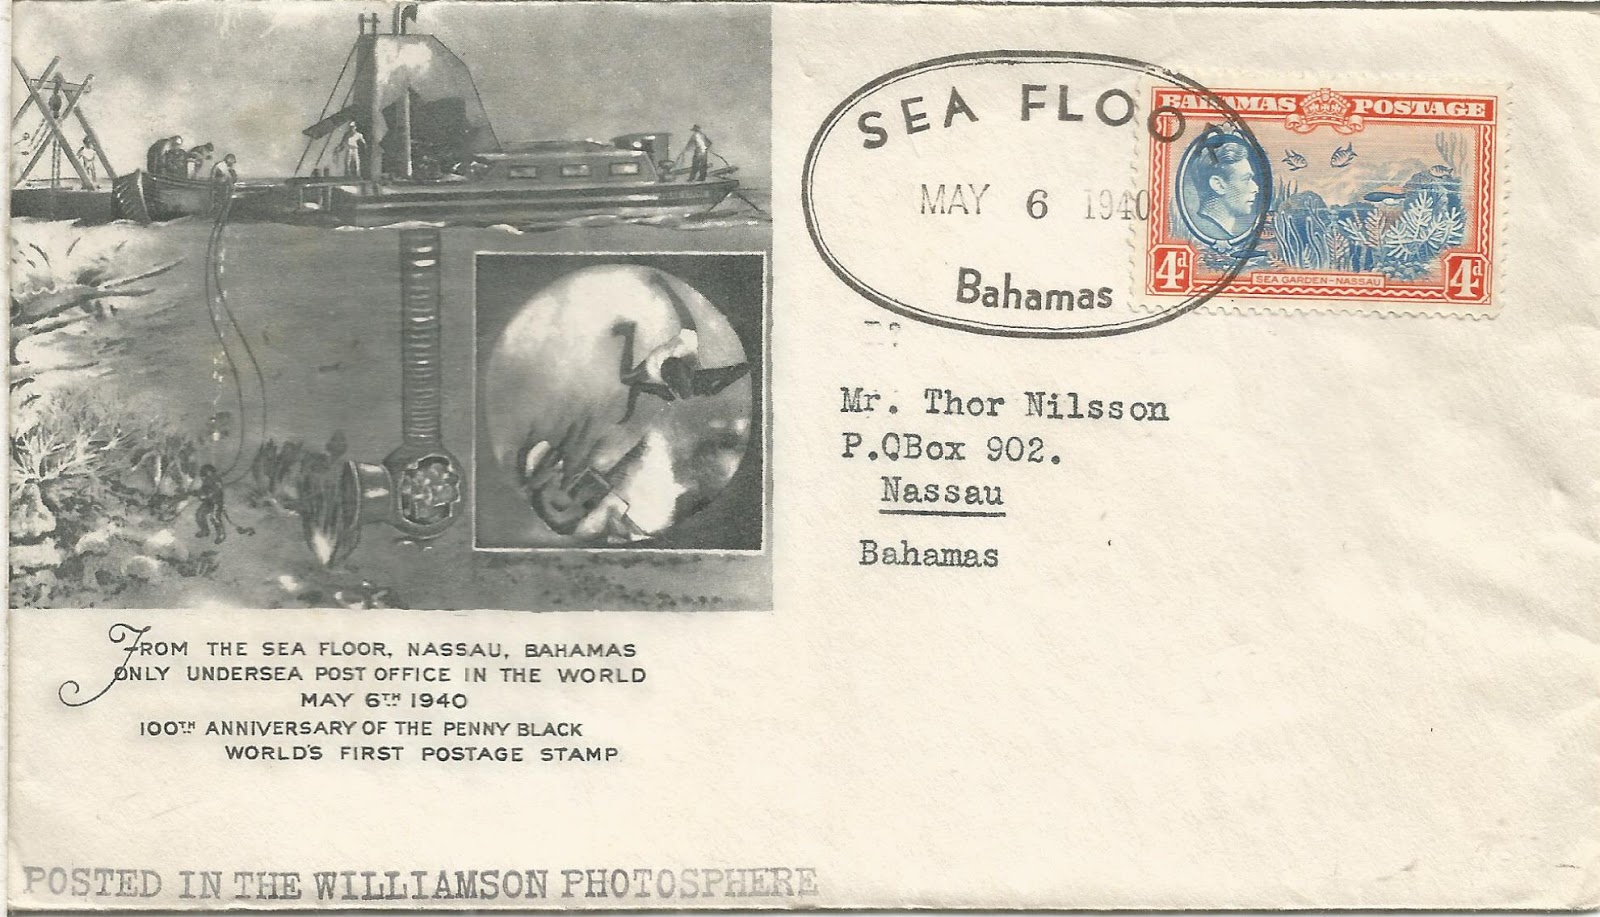 SEA FLOOR
MAY 6 1940
Bahamas
BAHAMAS POSTAGE
4d
SEA GARDEN-NASSAU
4d
Mr. Thor Nilsson
P.OBox 902.
Nassau
Bahamas
FROM THE SEA FLOOR, NASSAU, BAHAMAS
ONLY UNDERSEA POST OFFICE IN THE WORLD
MAY 6TH 1940
100TH ANNIVERSARY OF THE PENNY BLACK
WORLD'S FIRST POSTAGE STAMP
POSTED IN THE WILLIAMSON PHOTOSPHERE